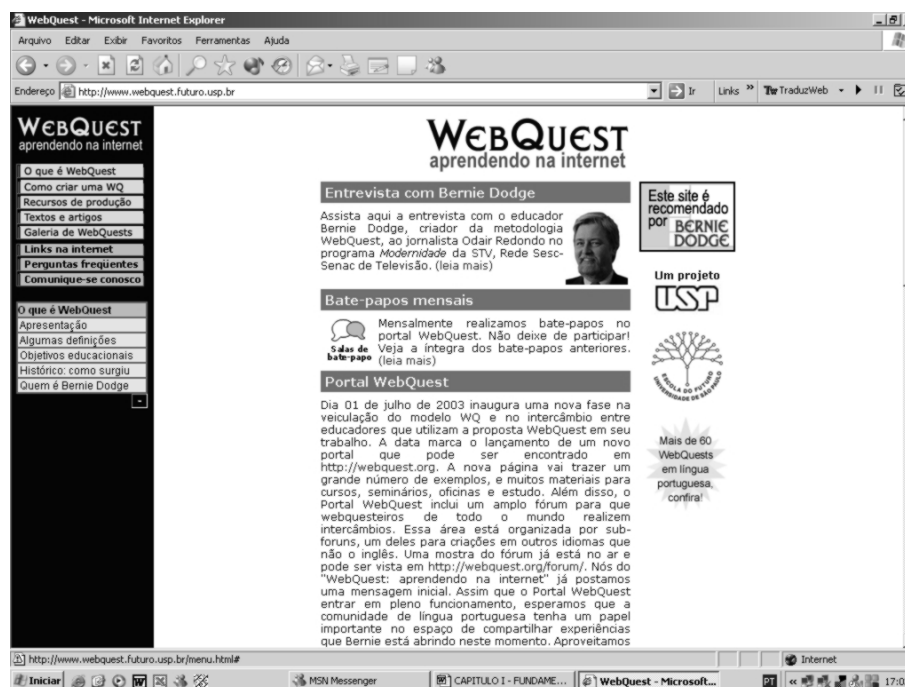 WebQuest - Microsoft Internet Explorer
Arquivo Editar Exibir Favoritos Ferramentas Ajuda
Endereço http://www.webquest.futuro.usp.br Ir Links » TraduzWeb
WEBQUEST
aprendendo na internet
O que é WebQuest
Como criar uma WQ
Recursos de produção
Textos e artigos
Galeria de WebQuests
Links na internet
Perguntas freqüentes
Comunique-se conosco
O que é WebQuest
Apresentação
Algumas definições
Objetivos educacionais
Histórico: como surgiu
Quem é Bernie Dodge
WEBQUEST
aprendendo na internet
Entrevista com Bernie Dodge
Assista aqui a entrevista com o educador
Bernie Dodge, criador da metodologia
WebQuest, ao jornalista Odair Redondo no
programa Modernidade da STV, Rede Sesc-
Senac de Televisão. (leia mais)
Bate-papos mensais
Salas de
bate-papo
Mensalmente realizamos bate-papos no
portal WebQuest. Não deixe de participar!
Veja a íntegra dos bate-papos anteriores.
(leia mais)
Portal WebQuest
Dia 01 de julho de 2003 inaugura uma nova fase na
veiculação do modelo WQ e no intercâmbio entre
educadores que utilizam a proposta WebQuest em seu
trabalho. A data marca o lançamento de um novo
portal que pode ser encontrado em
http://webquest.org. A nova página vai trazer um
grande número de exemplos, e muitos materiais para
cursos, seminários, oficinas e estudo. Além disso, o
Portal WebQuest inclui um amplo fórum para que
webquesteiros de todo o mundo realizem
intercâmbios. Essa área está organizada por sub-
foruns, um deles para criações em outros idiomas que
não o inglês. Uma mostra do fórum já está no ar e
pode ser vista em http://webquest.org/forum/. Nós do
"WebQuest: aprendendo na internet" já postamos
uma mensagem inicial. Assim que o Portal WebQuest
entrar em pleno funcionamento, esperamos que a
comunidade de língua portuguesa tenha um papel
importante no espaço de compartilhar experiências
que Bernie está abrindo neste momento. Aproveitamos
Este site é
recomendado
por BERNIE
DODGE
Um projeto
USP
ESCOLA DO FUTURO
UNIVERSIDADE DE SÃO PAULO
Mais de 60
WebQuests
em língua
portuguesa,
confira!
http://www.webquest.futuro.usp.br/menu.html# Internet
Iniciar MSN Messenger CAPITULO I - FUNDAME... WebQuest - Microsoft... PT « 17:0